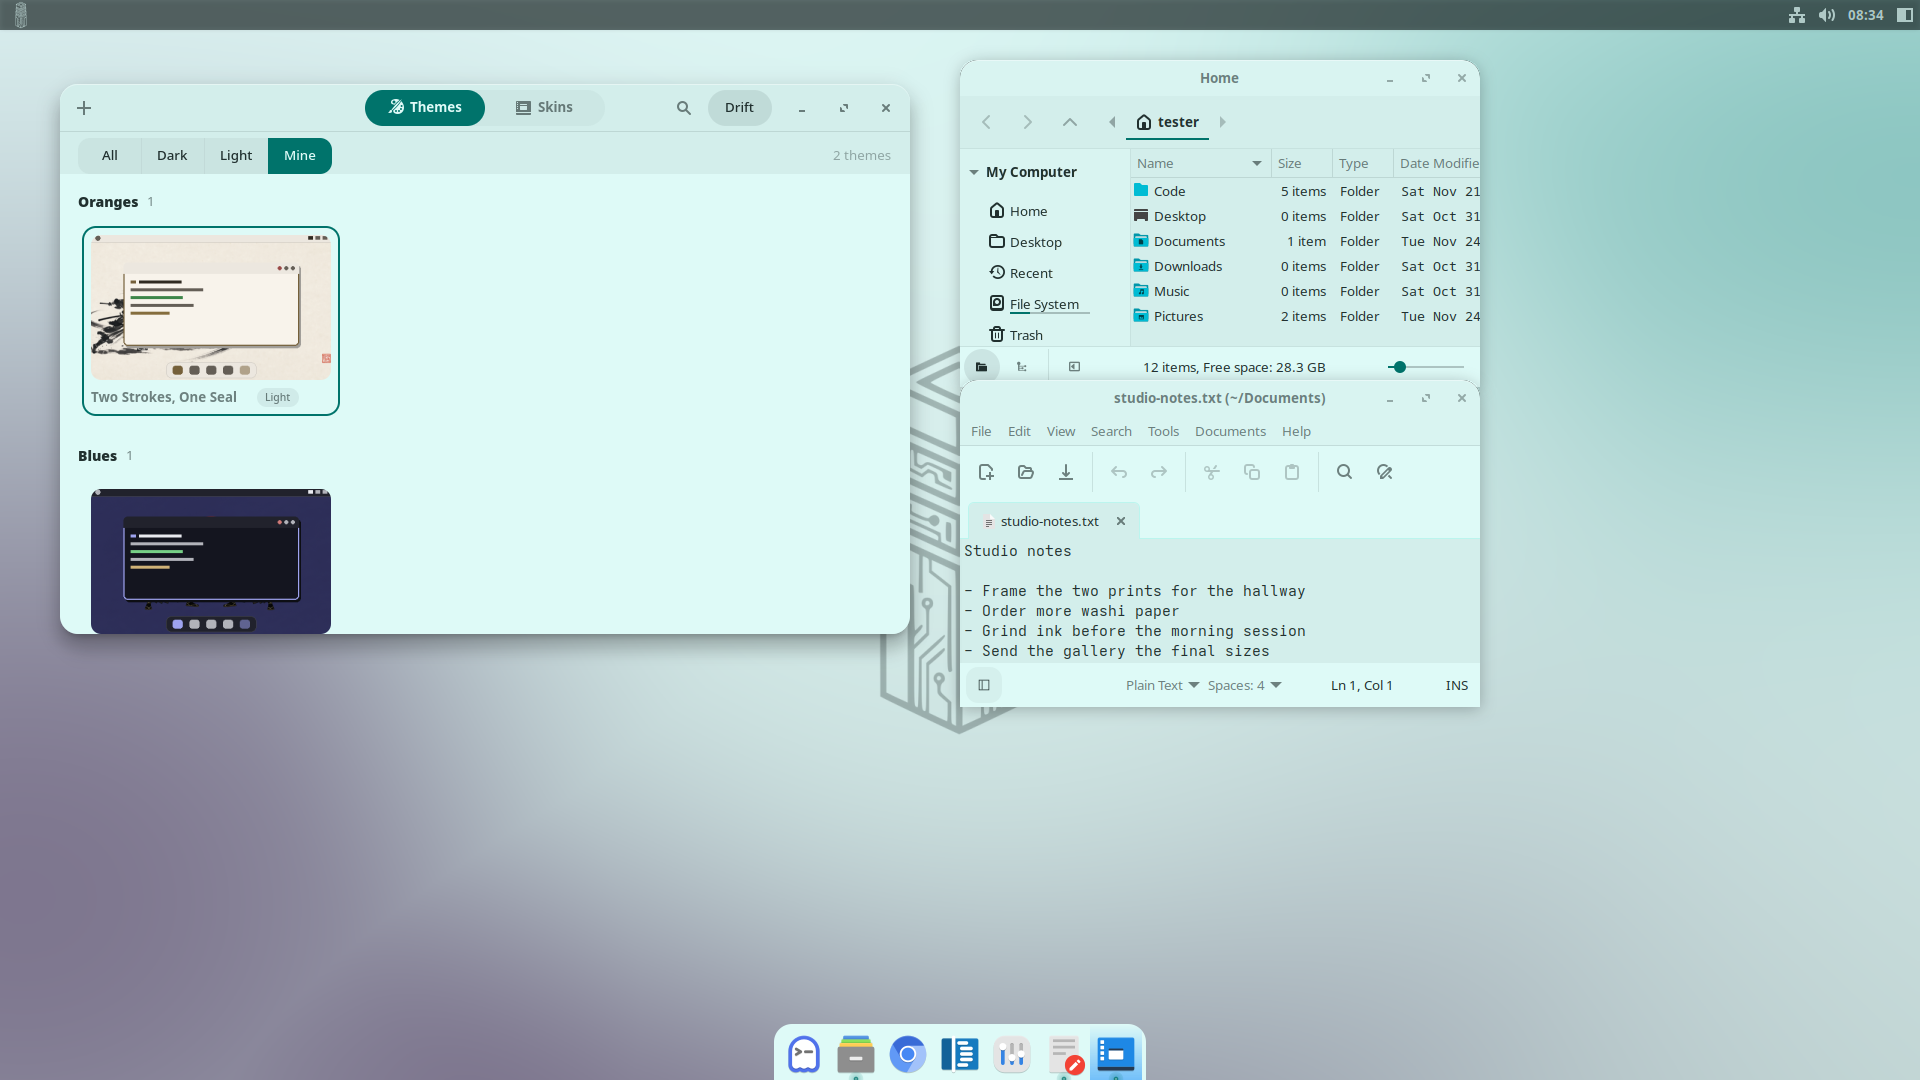 08:34
Themes
Skins
Drift
All
Dark
Light
Mine
2 themes
Oranges 1
Two Strokes, One Seal
Light
Blues 1
Home
tester
My Computer
Home
Desktop
Recent
File System
Trash
Name Size Type Date Modifie
Code 5 items Folder Sat Nov 21
Desktop 0 items Folder Sat Oct 31
Documents 1 item Folder Tue Nov 24
Downloads 0 items Folder Sat Oct 31
Music 0 items Folder Sat Oct 31
Pictures 2 items Folder Tue Nov 24
12 items, Free space: 28.3 GB
studio-notes.txt (~/Documents)
File Edit View Search Tools Documents Help
studio-notes.txt
Studio notes
- Frame the two prints for the hallway
- Order more washi paper
- Grind ink before the morning session
- Send the gallery the final sizes
Plain Text Spaces: 4 Ln 1, Col 1 INS